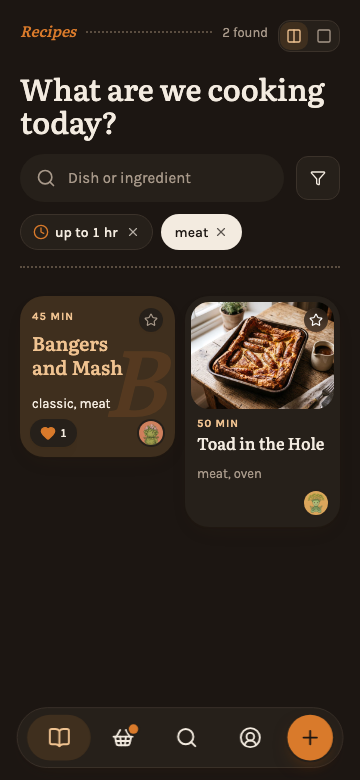 Recipes
2 found
What are we cooking
today?
Dish or ingredient
up to 1 hr
meat
45 MIN
Bangers
and Mash
B
classic, meat
1
50 MIN
Toad in the Hole
meat, oven